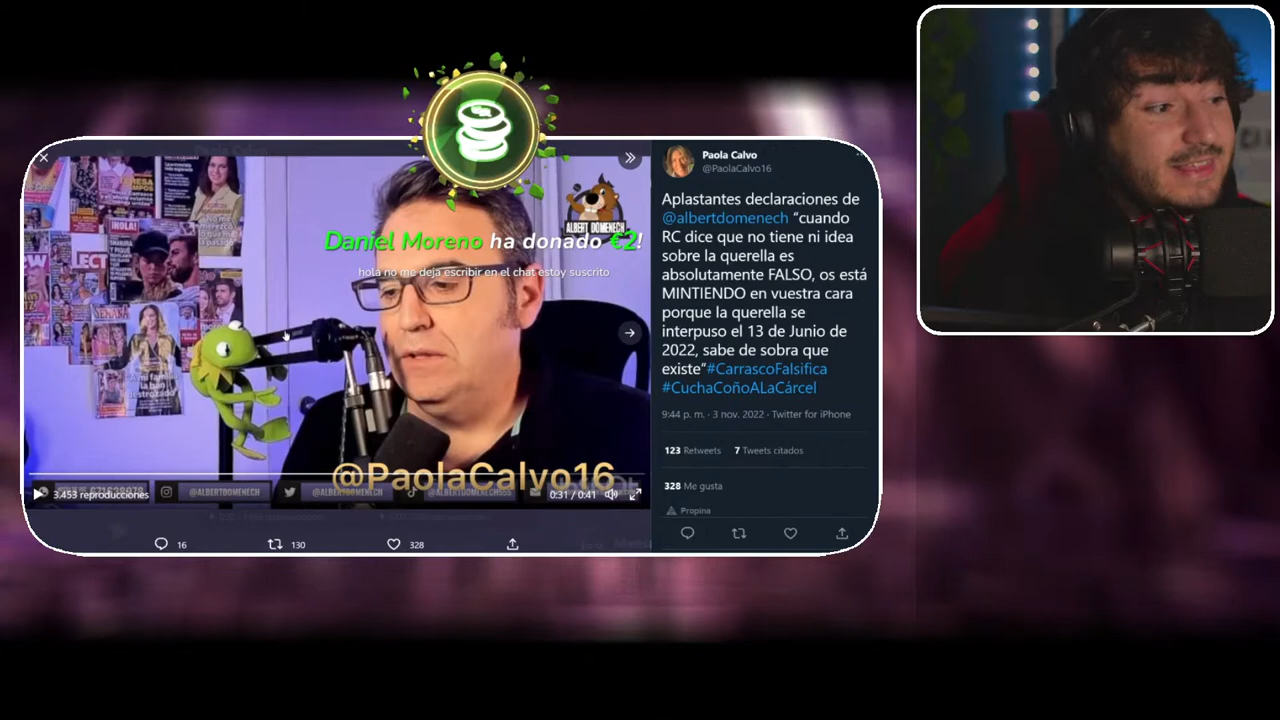 Daniel Moreno ha donado €2!
hola no me deja escribir en el chat estoy suscrito
ALBERT DOMENECH
¡HOLA!
SEMANA
@PaolaCalvo16
@ALBERTDOMENECH
@ALBERTDOMENECH
@ALBERTDOMENECH555
3.453 reproducciones
0:31 / 0:41
16
130
328
Paola Calvo
@PaolaCalvo16
Aplastantes declaraciones de
@albertdomenech “cuando
RC dice que no tiene ni idea
sobre la querella es
absolutamente FALSO, os está
MINTIENDO en vuestra cara
porque la querella se
interpuso el 13 de Junio de
2022, sabe de sobra que
existe”#CarrascoFalsifica
#CuchaCoñoALaCárcel
9:44 p. m. · 3 nov. 2022 · Twitter for iPhone
123 Retweets 7 Tweets citados
328 Me gusta
Propina